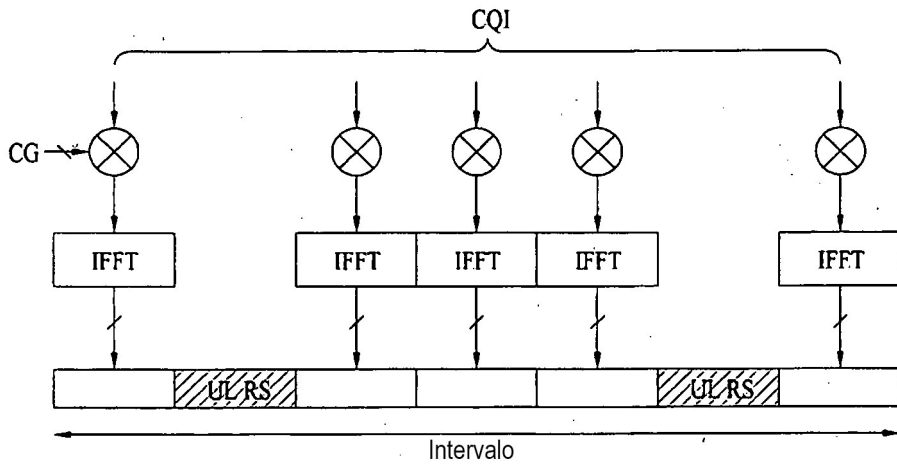 CQI
CG
IFFT IFFT IFFT IFFT IFFT
UL RS UL RS
Intervalo